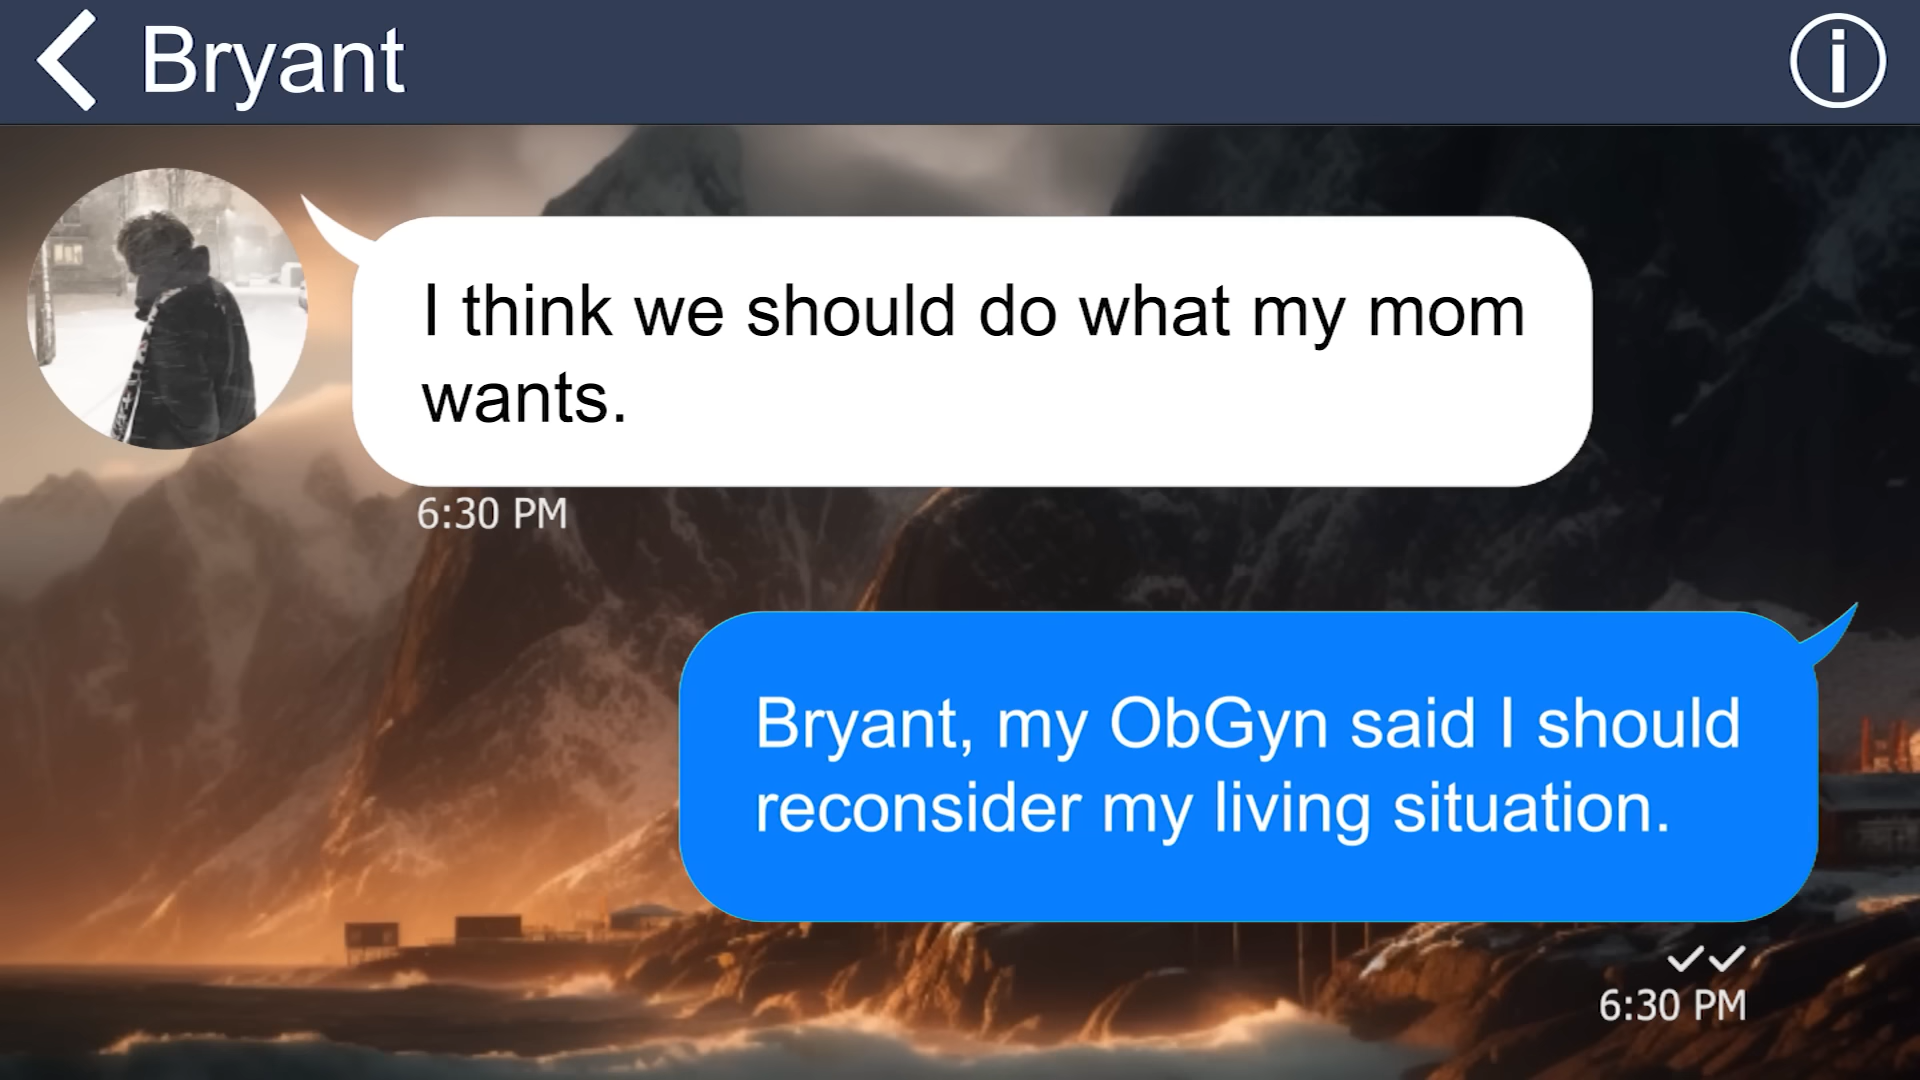 Bryant
I think we should do what my mom
wants.
6:30 PM
Bryant, my ObGyn said I should
reconsider my living situation.
6:30 PM